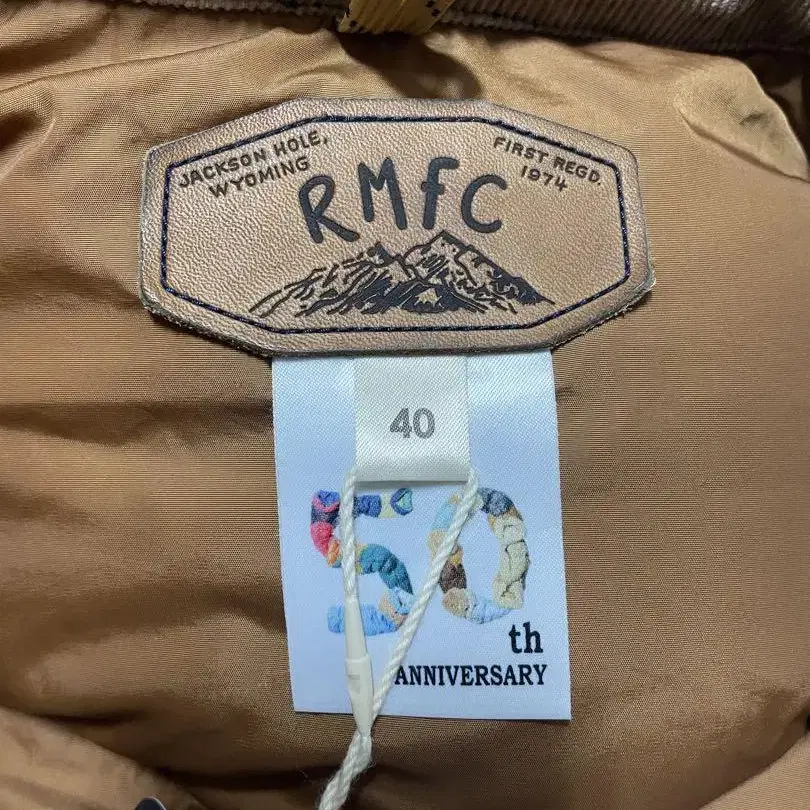 JACKSON HOLE,
WYOMING
FIRST REGD.
1974
RMFC
40
50
th
ANNIVERSARY